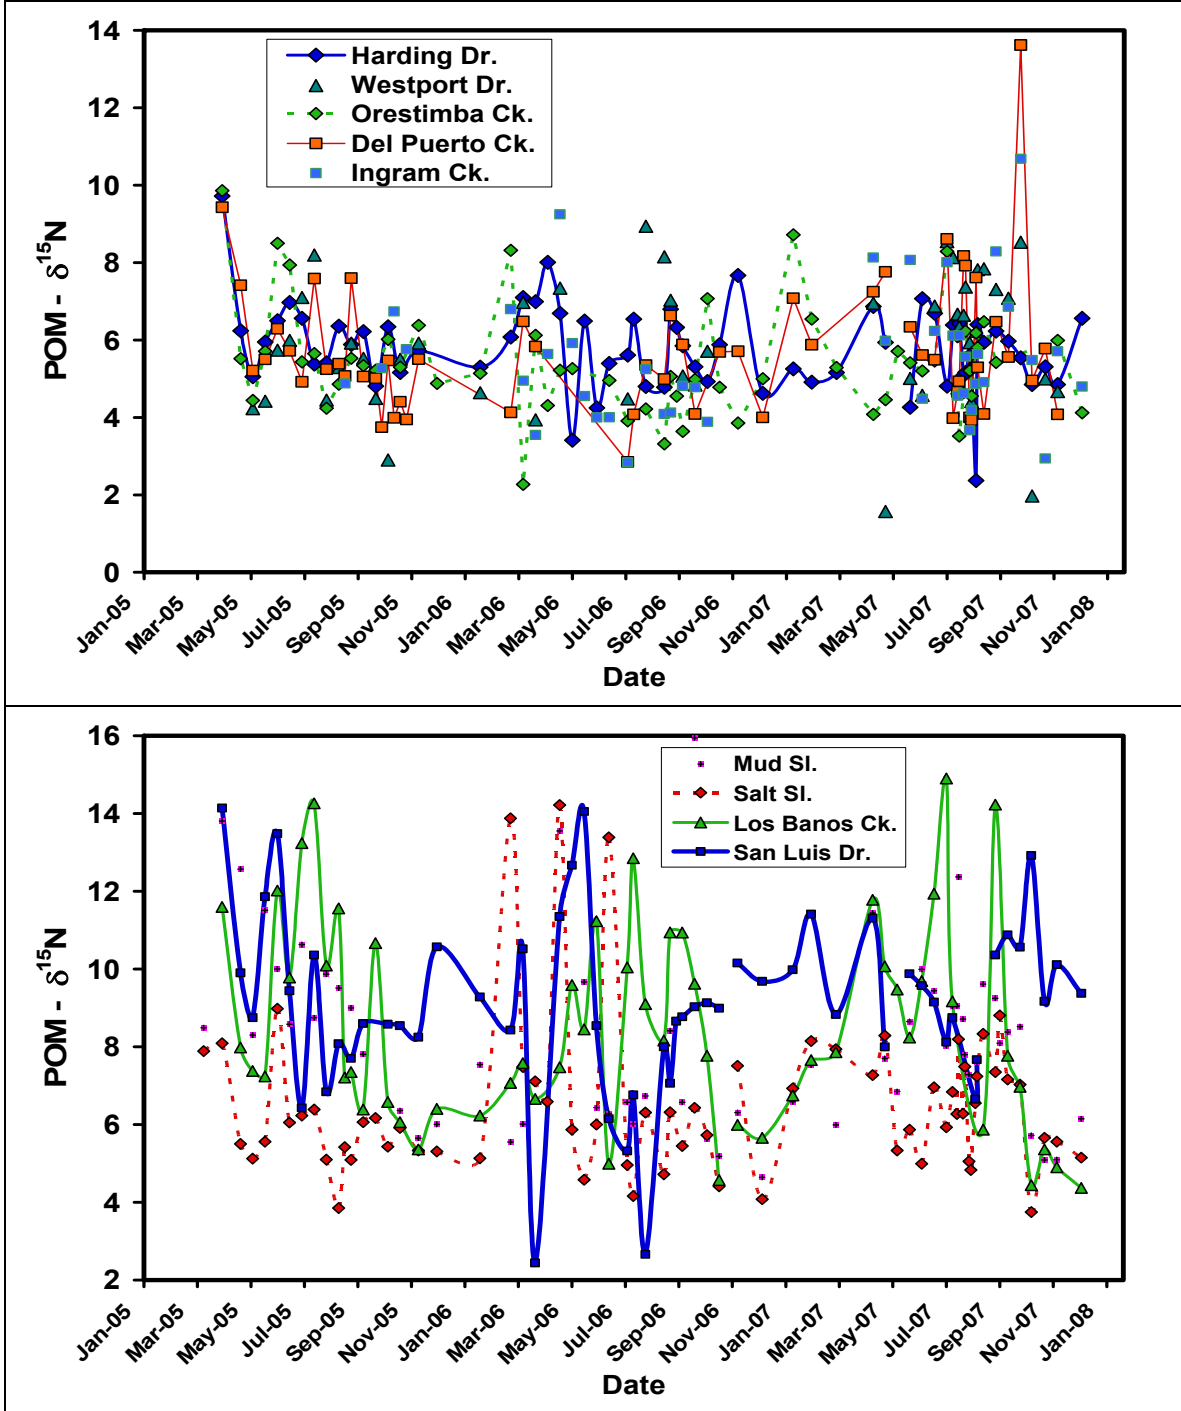 14
12
10
8
6
4
2
0
POM - δ15N
Harding Dr.
Westport Dr.
Orestimba Ck.
Del Puerto Ck.
Ingram Ck.
Jan-05
Mar-05
May-05
Jul-05
Sep-05
Nov-05
Jan-06
Mar-06
May-06
Jul-06
Sep-06
Nov-06
Jan-07
Mar-07
May-07
Jul-07
Sep-07
Nov-07
Jan-08
Date
16
14
12
10
8
6
4
2
POM - δ15N
Mud Sl.
Salt Sl.
Los Banos Ck.
San Luis Dr.
Jan-05
Mar-05
May-05
Jul-05
Sep-05
Nov-05
Jan-06
Mar-06
May-06
Jul-06
Sep-06
Nov-06
Jan-07
Mar-07
May-07
Jul-07
Sep-07
Nov-07
Jan-08
Date